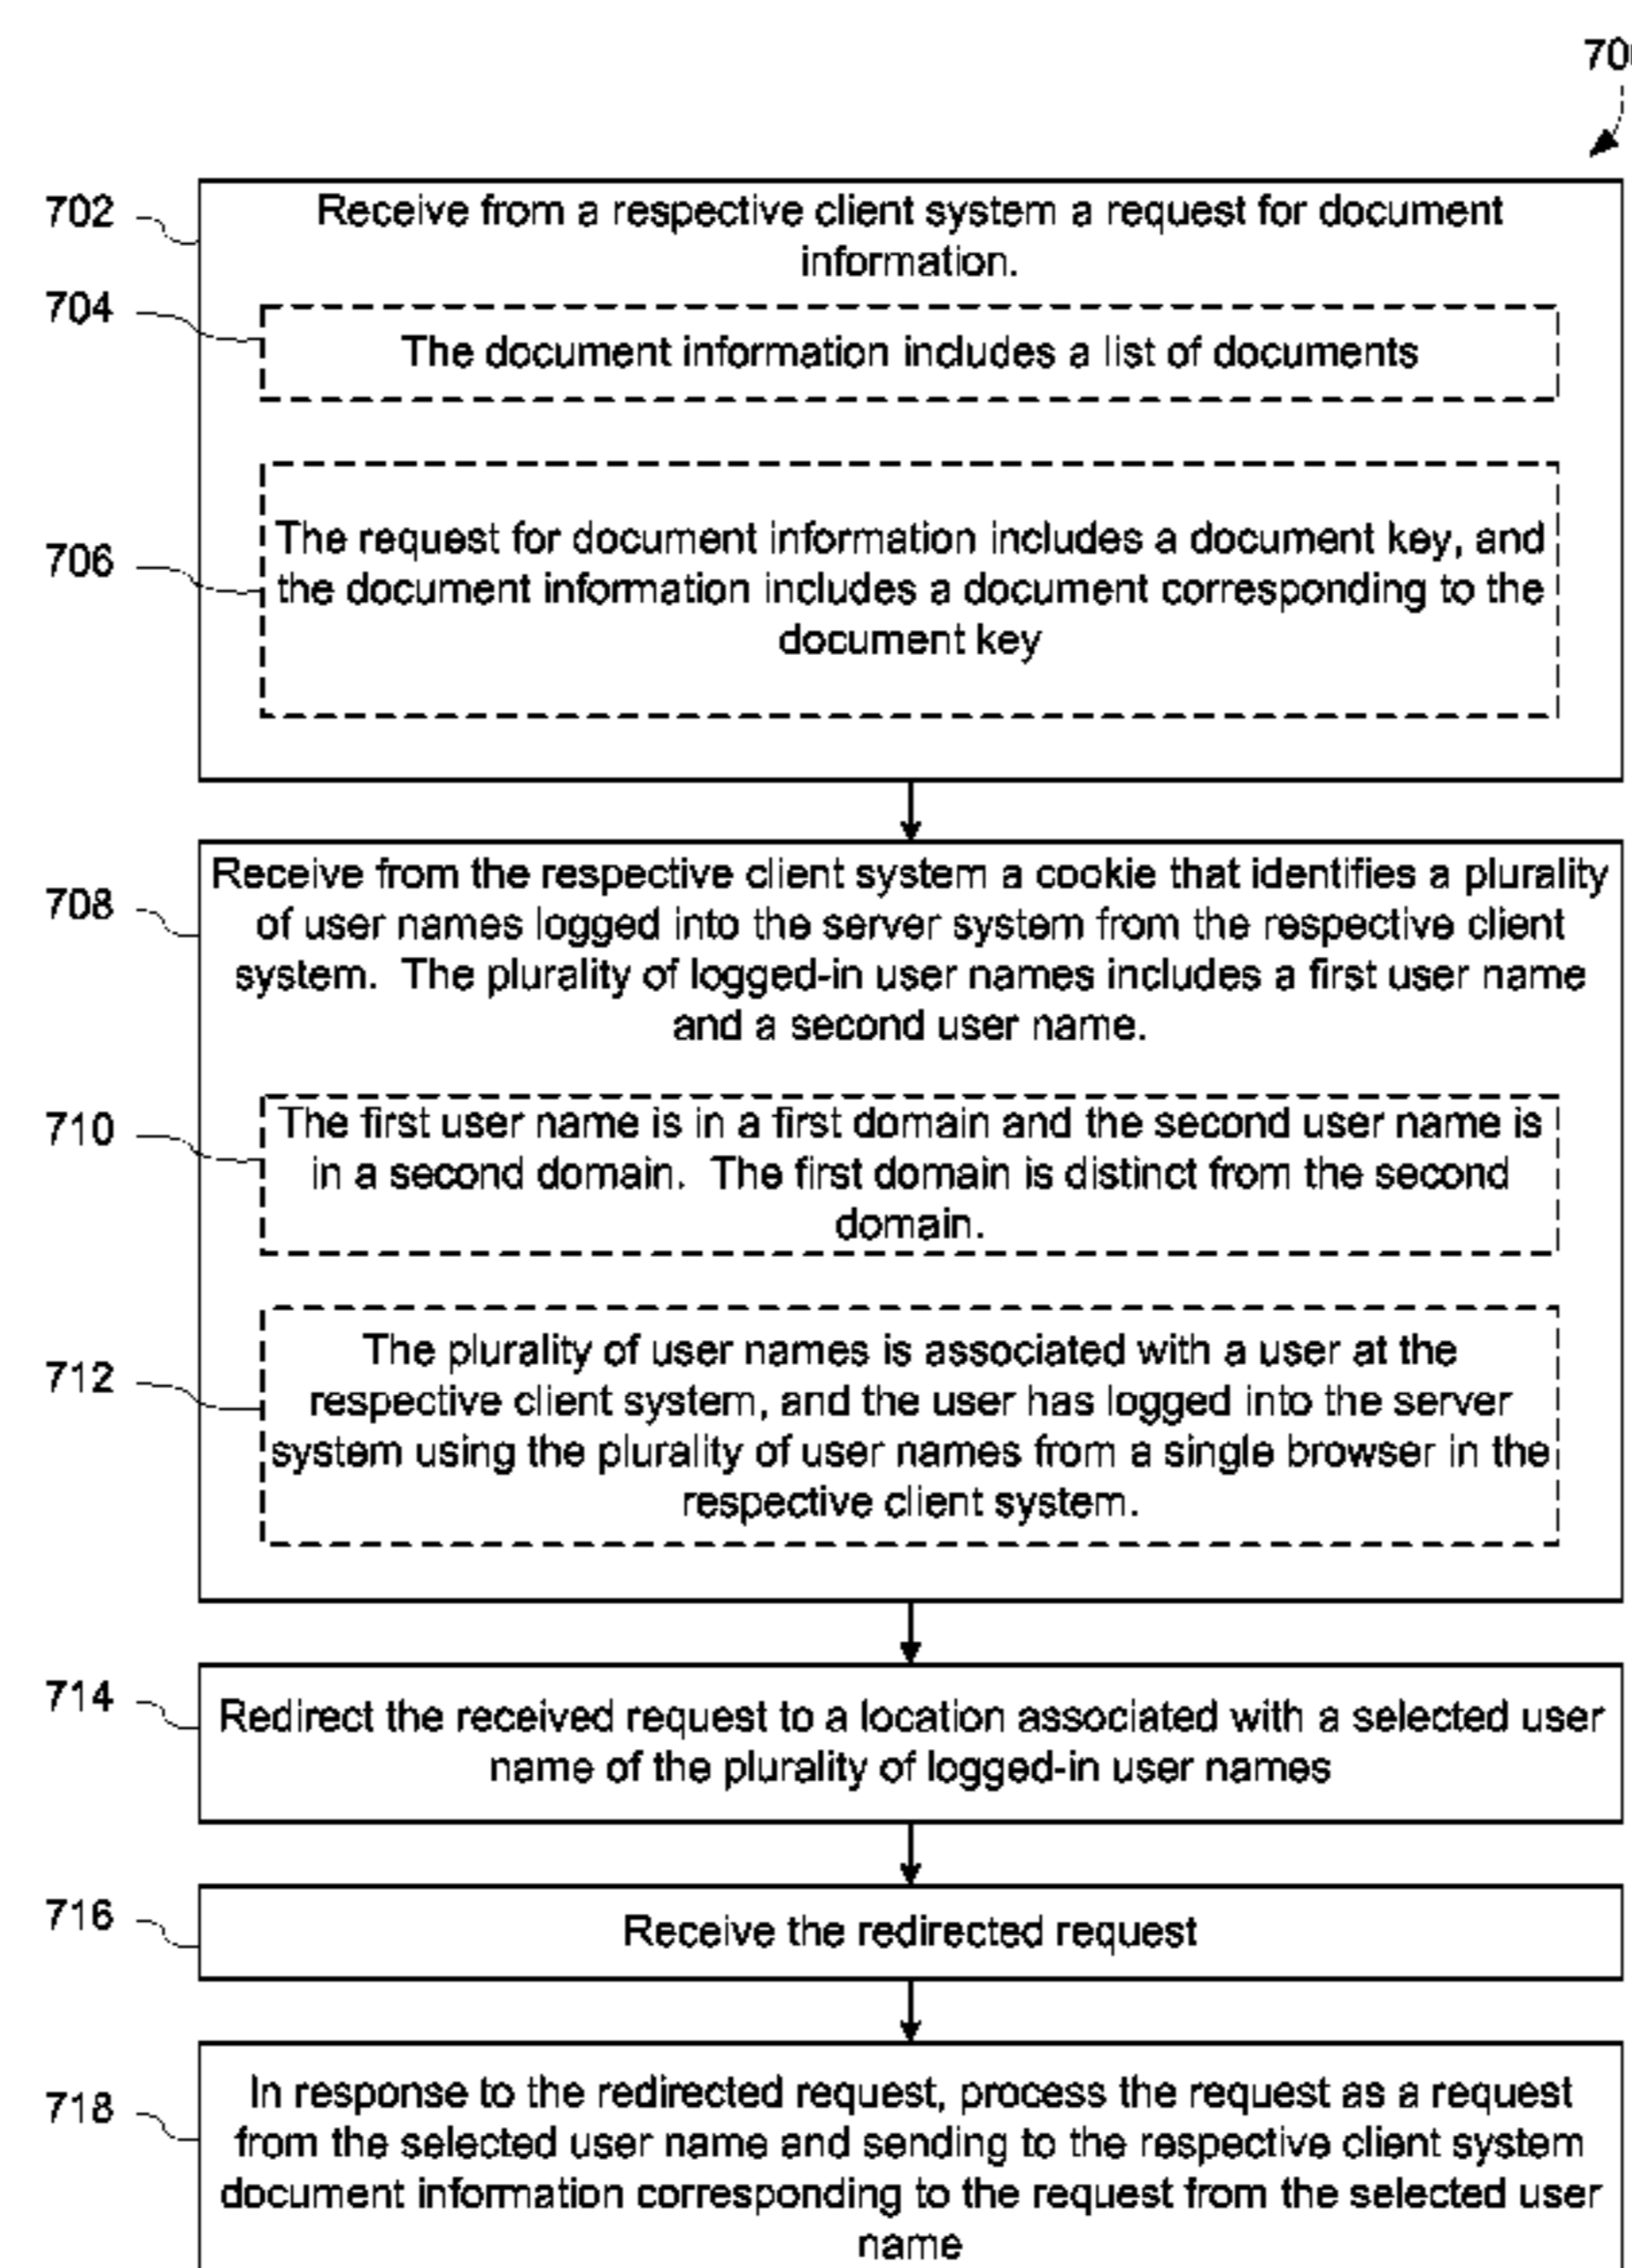 702
Receive from a respective client system a request for document
information.
704
The document information includes a list of documents
706
The request for document information includes a document key, and
the document information includes a document corresponding to the
document key
708
Receive from the respective client system a cookie that identifies a plurality
of user names logged into the server system from the respective client
system. The plurality of logged-in user names includes a first user name
and a second user name.
710
The first user name is in a first domain and the second user name is
in a second domain. The first domain is distinct from the second
domain.
712
The plurality of user names is associated with a user at the
respective client system, and the user has logged into the server
system using the plurality of user names from a single browser in the
respective client system.
714
Redirect the received request to a location associated with a selected user
name of the plurality of logged-in user names
716
Receive the redirected request
718
In response to the redirected request, process the request as a request
from the selected user name and sending to the respective client system
document information corresponding to the request from the selected user
name